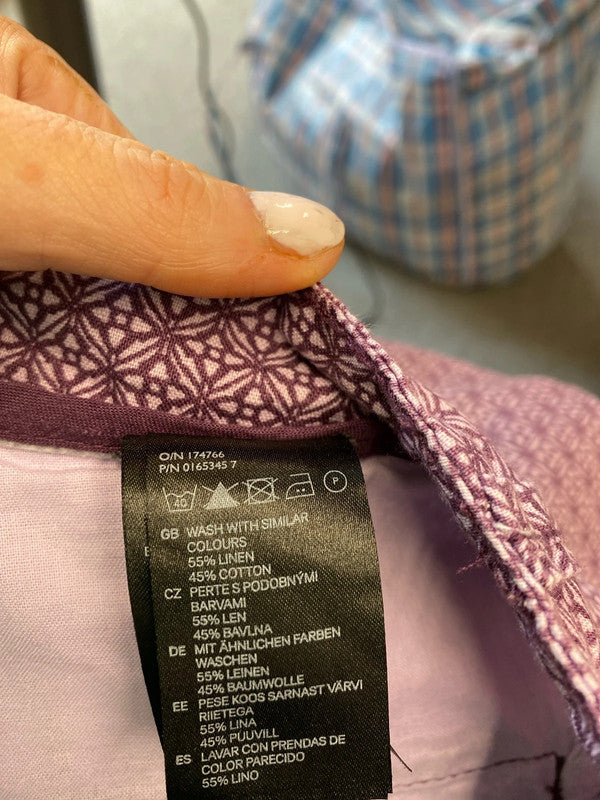 O/N 174766
P/N 0165345 7
40 P
GB WASH WITH SIMILAR
COLOURS
55% LINEN
45% COTTON
CZ PERTE S PODOBNÝMI
BARVAMI
55% LEN
45% BAVLNA
DE MIT ÄHNLICHEN FARBEN
WASCHEN
55% LEINEN
45% BAUMWOLLE
EE PESE KOOS SARNAST VÄRVI
RIIETEGA
55% LINA
45% PUUVILL
ES LAVAR CON PRENDAS DE
COLOR PARECIDO
55% LINO